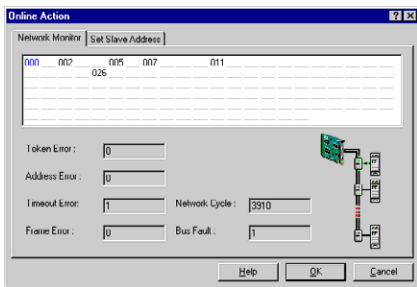 Online Action
Network Monitor Set Slave Address
000 002 005 007 011
026
Token Error : 0
Address Error : 0
Timeout Error: 1 Network Cycle : 3910
Frame Error : 0 Bus Fault : 1
Help OK Cancel